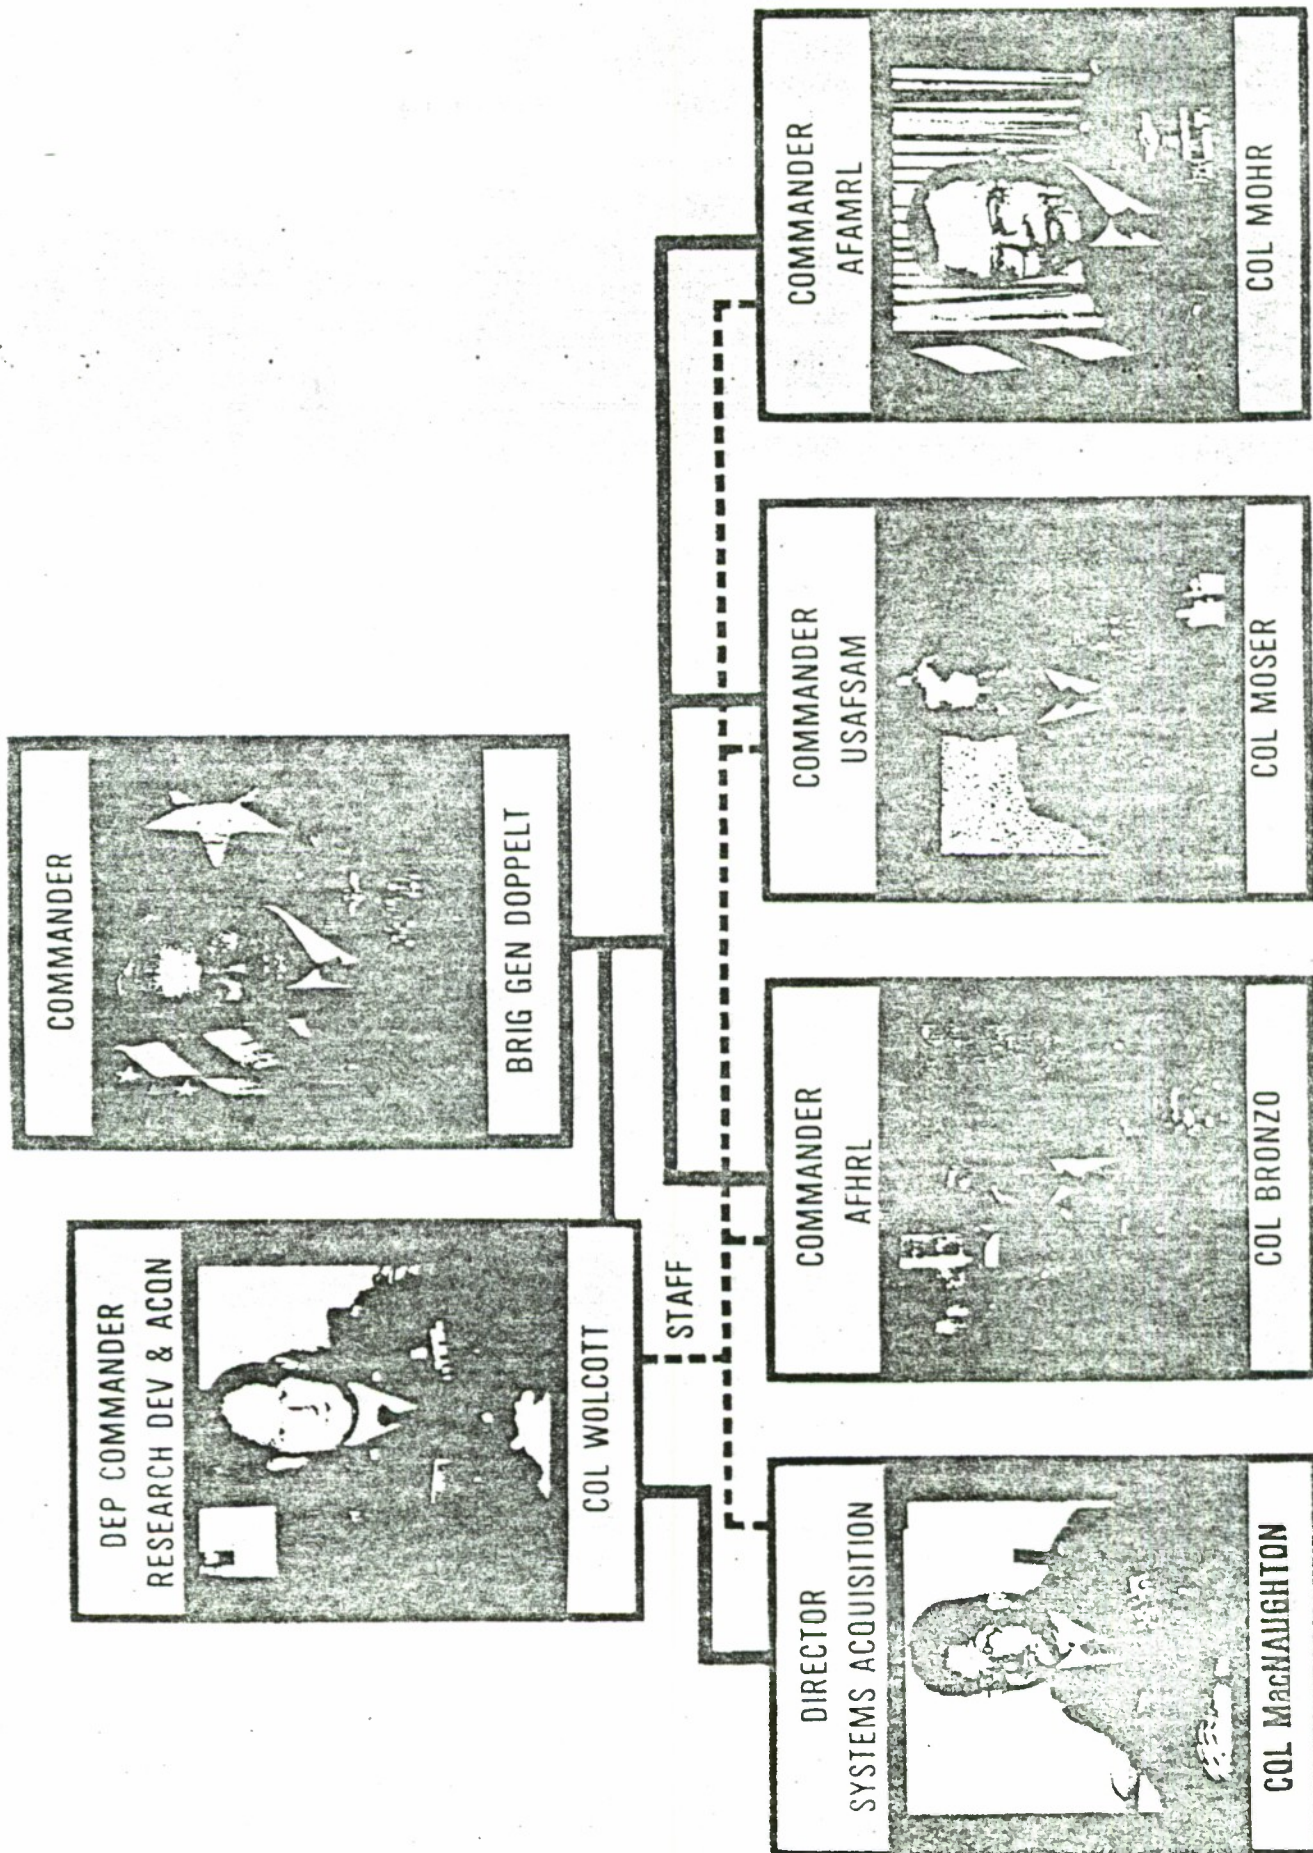 COMMANDER
BRIG GEN DOPPELT
DEP COMMANDER
RESEARCH DEV & ACQN
COL WOLCOTT
STAFF
DIRECTOR
SYSTEMS ACQUISITION
COL MacNAUGHTON
COMMANDER
AFHRL
COL BRONZO
COMMANDER
USAFSAM
COL MOSER
COMMANDER
AFAMRL
COL MOHR